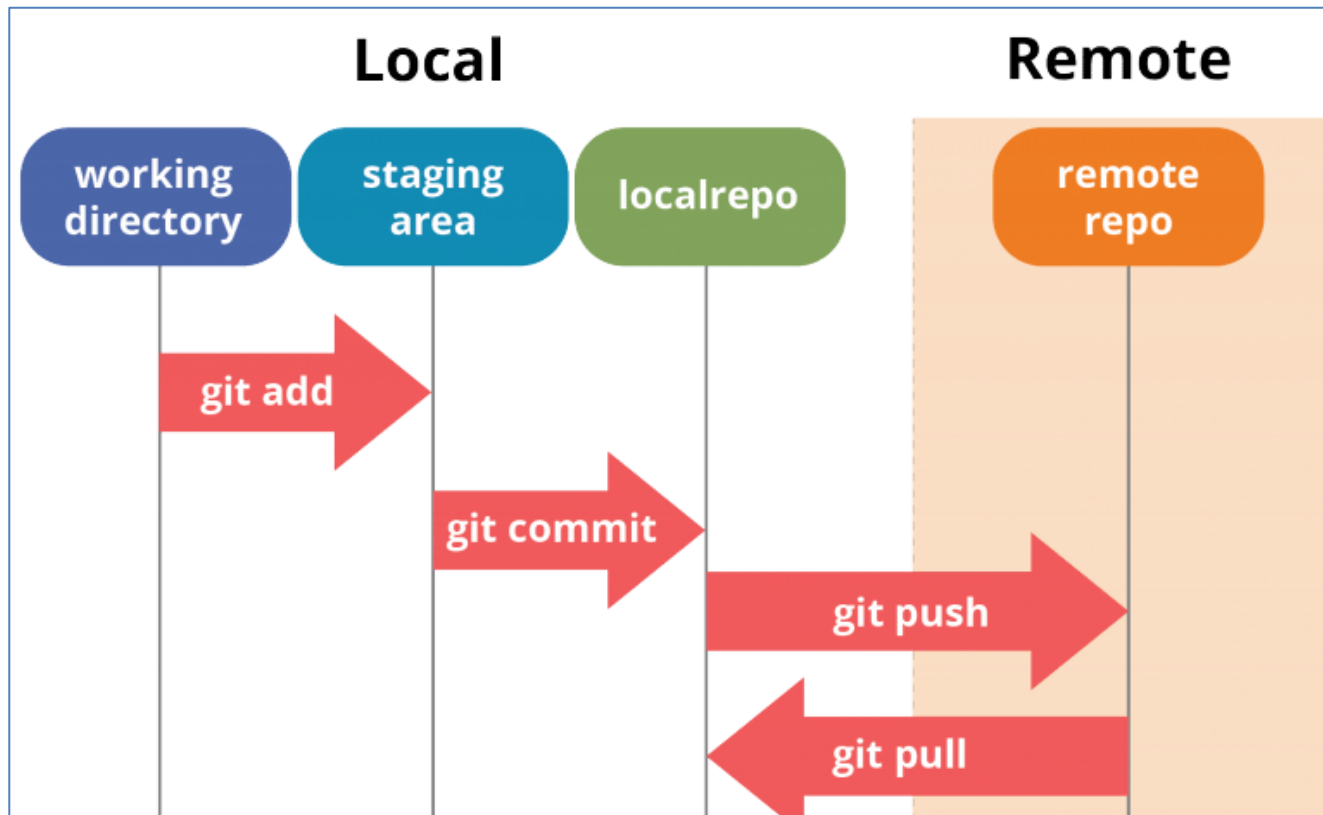 Local
Remote
working
directory
staging
area
localrepo
remote
repo
git add
git commit
git push
git pull